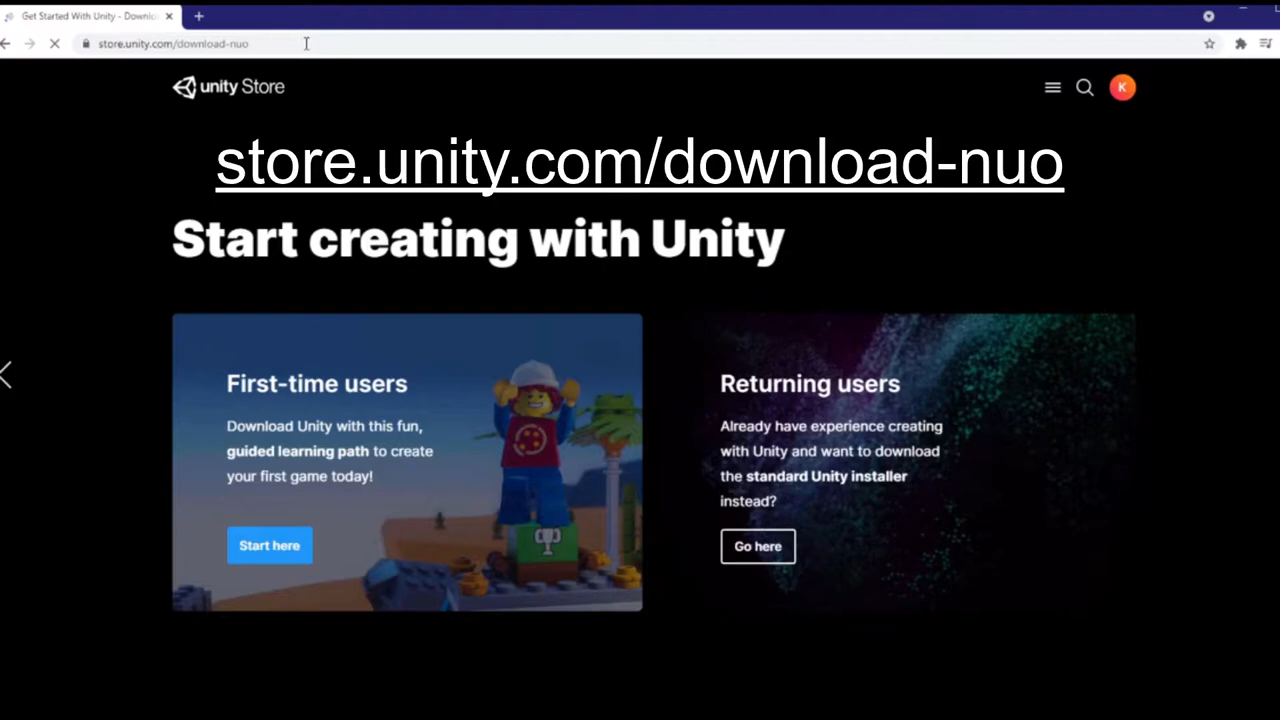 Get Started With Unity - Downlo
store.unity.com/download-nuo
unity Store
K
store.unity.com/download-nuo
Start creating with Unity
First-time users
Download Unity with this fun,
guided learning path to create
your first game today!
Start here
Returning users
Already have experience creating
with Unity and want to download
the standard Unity installer
instead?
Go here